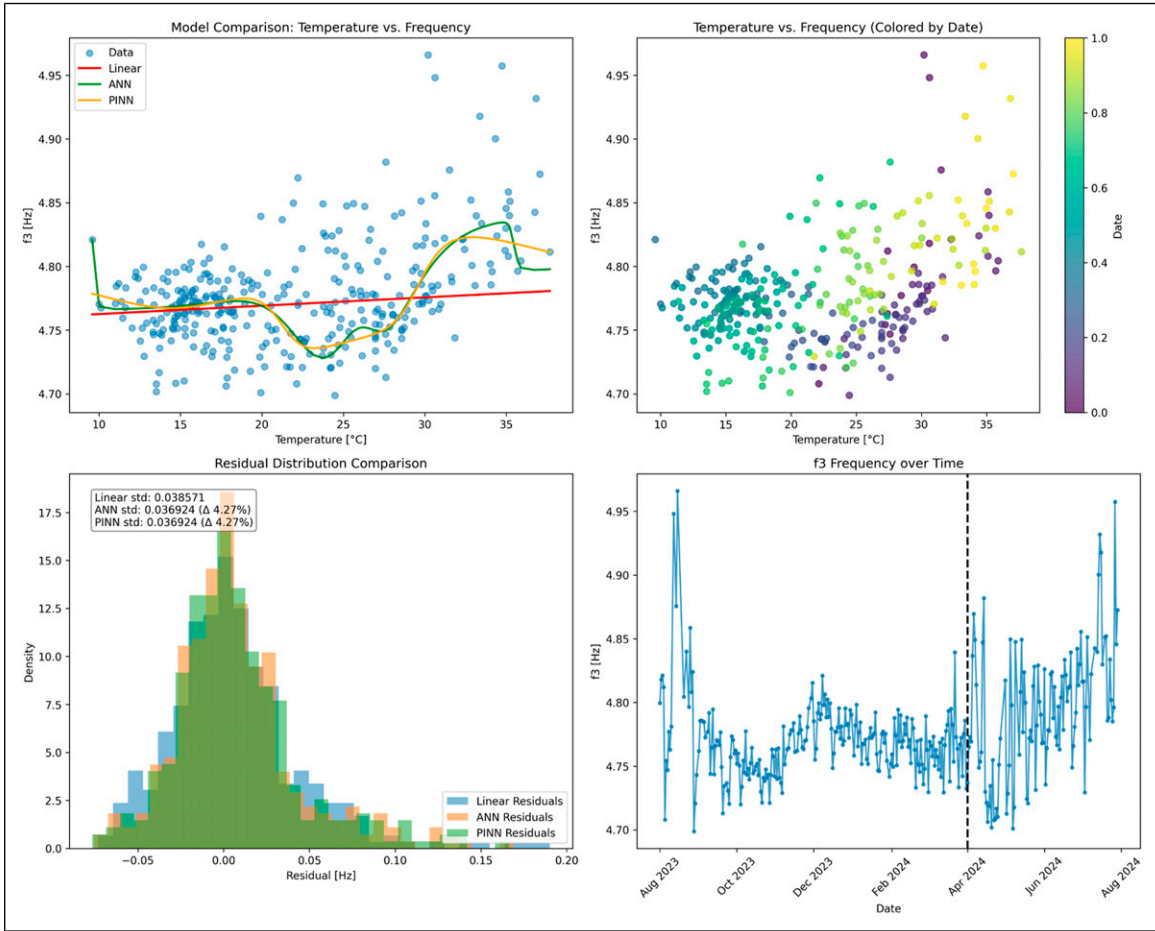 Model Comparison: Temperature vs. Frequency
Data
Linear
ANN
PINN
4.95
4.90
4.85
4.80
4.75
4.70
f3 [Hz]
10 15 20 25 30 35
Temperature [°C]
Temperature vs. Frequency (Colored by Date)
4.95
4.90
4.85
4.80
4.75
4.70
f3 [Hz]
10 15 20 25 30 35
Temperature [°C]
1.0
0.8
0.6
0.4
0.2
0.0
Date
Residual Distribution Comparison
Linear std: 0.038571
ANN std: 0.036924 (Δ 4.27%)
PINN std: 0.036924 (Δ 4.27%)
17.5
15.0
12.5
10.0
7.5
5.0
2.5
0.0
Density
Linear Residuals
ANN Residuals
PINN Residuals
−0.05 0.00 0.05 0.10 0.15 0.20
Residual [Hz]
f3 Frequency over Time
4.95
4.90
4.85
4.80
4.75
4.70
f3 [Hz]
Aug 2023 Oct 2023 Dec 2023 Feb 2024 Apr 2024 Jun 2024 Aug 2024
Date